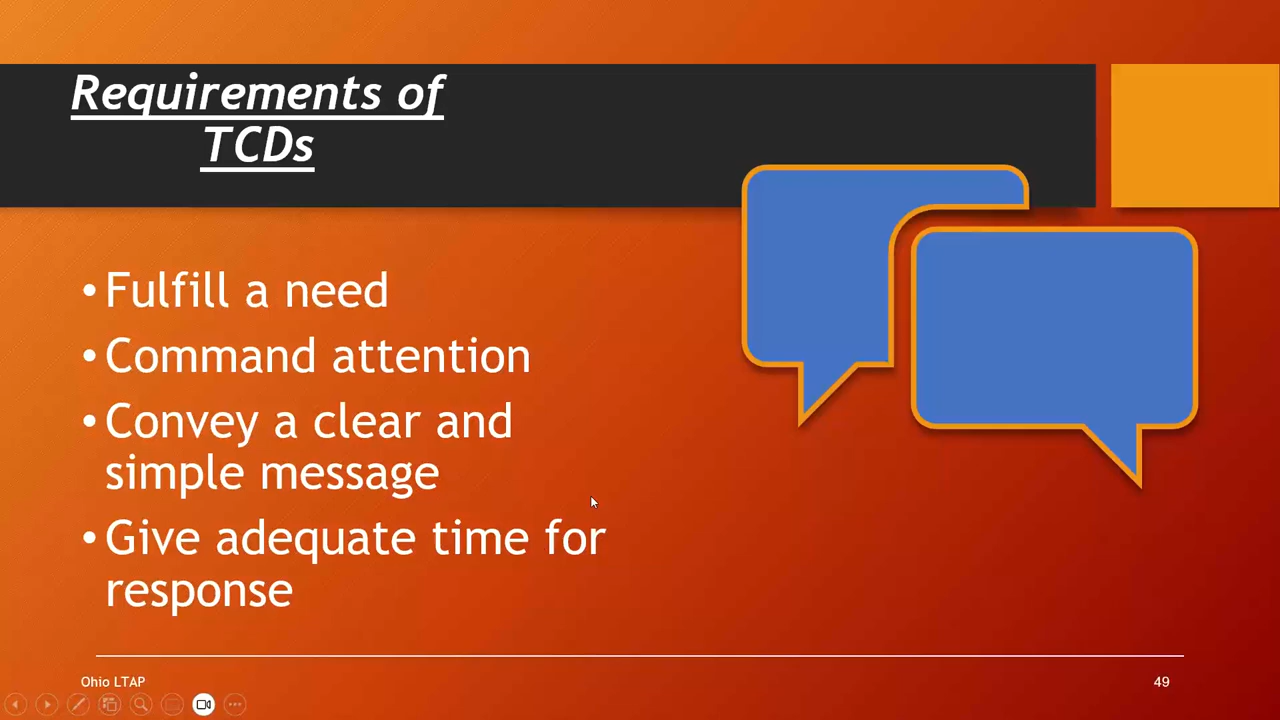 Requirements of
TCDs
•Fulfill a need
•Command attention
•Convey a clear and
simple message
•Give adequate time for
response
Ohio LTAP
49